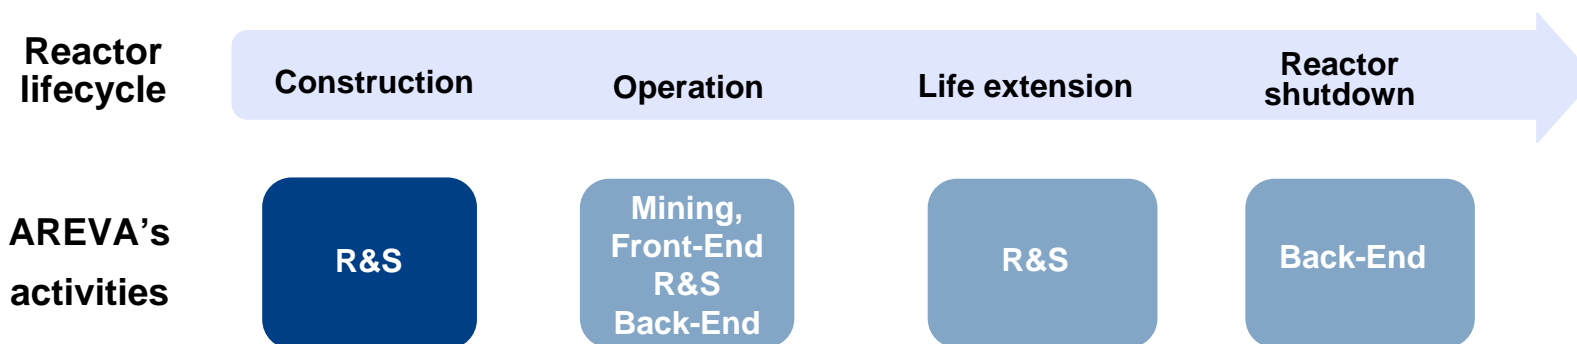 Reactor
lifecycle
Construction
Operation
Life extension
Reactor
shutdown
AREVA’s
activities
R&S
Mining,
Front-End
R&S
Back-End
R&S
Back-End